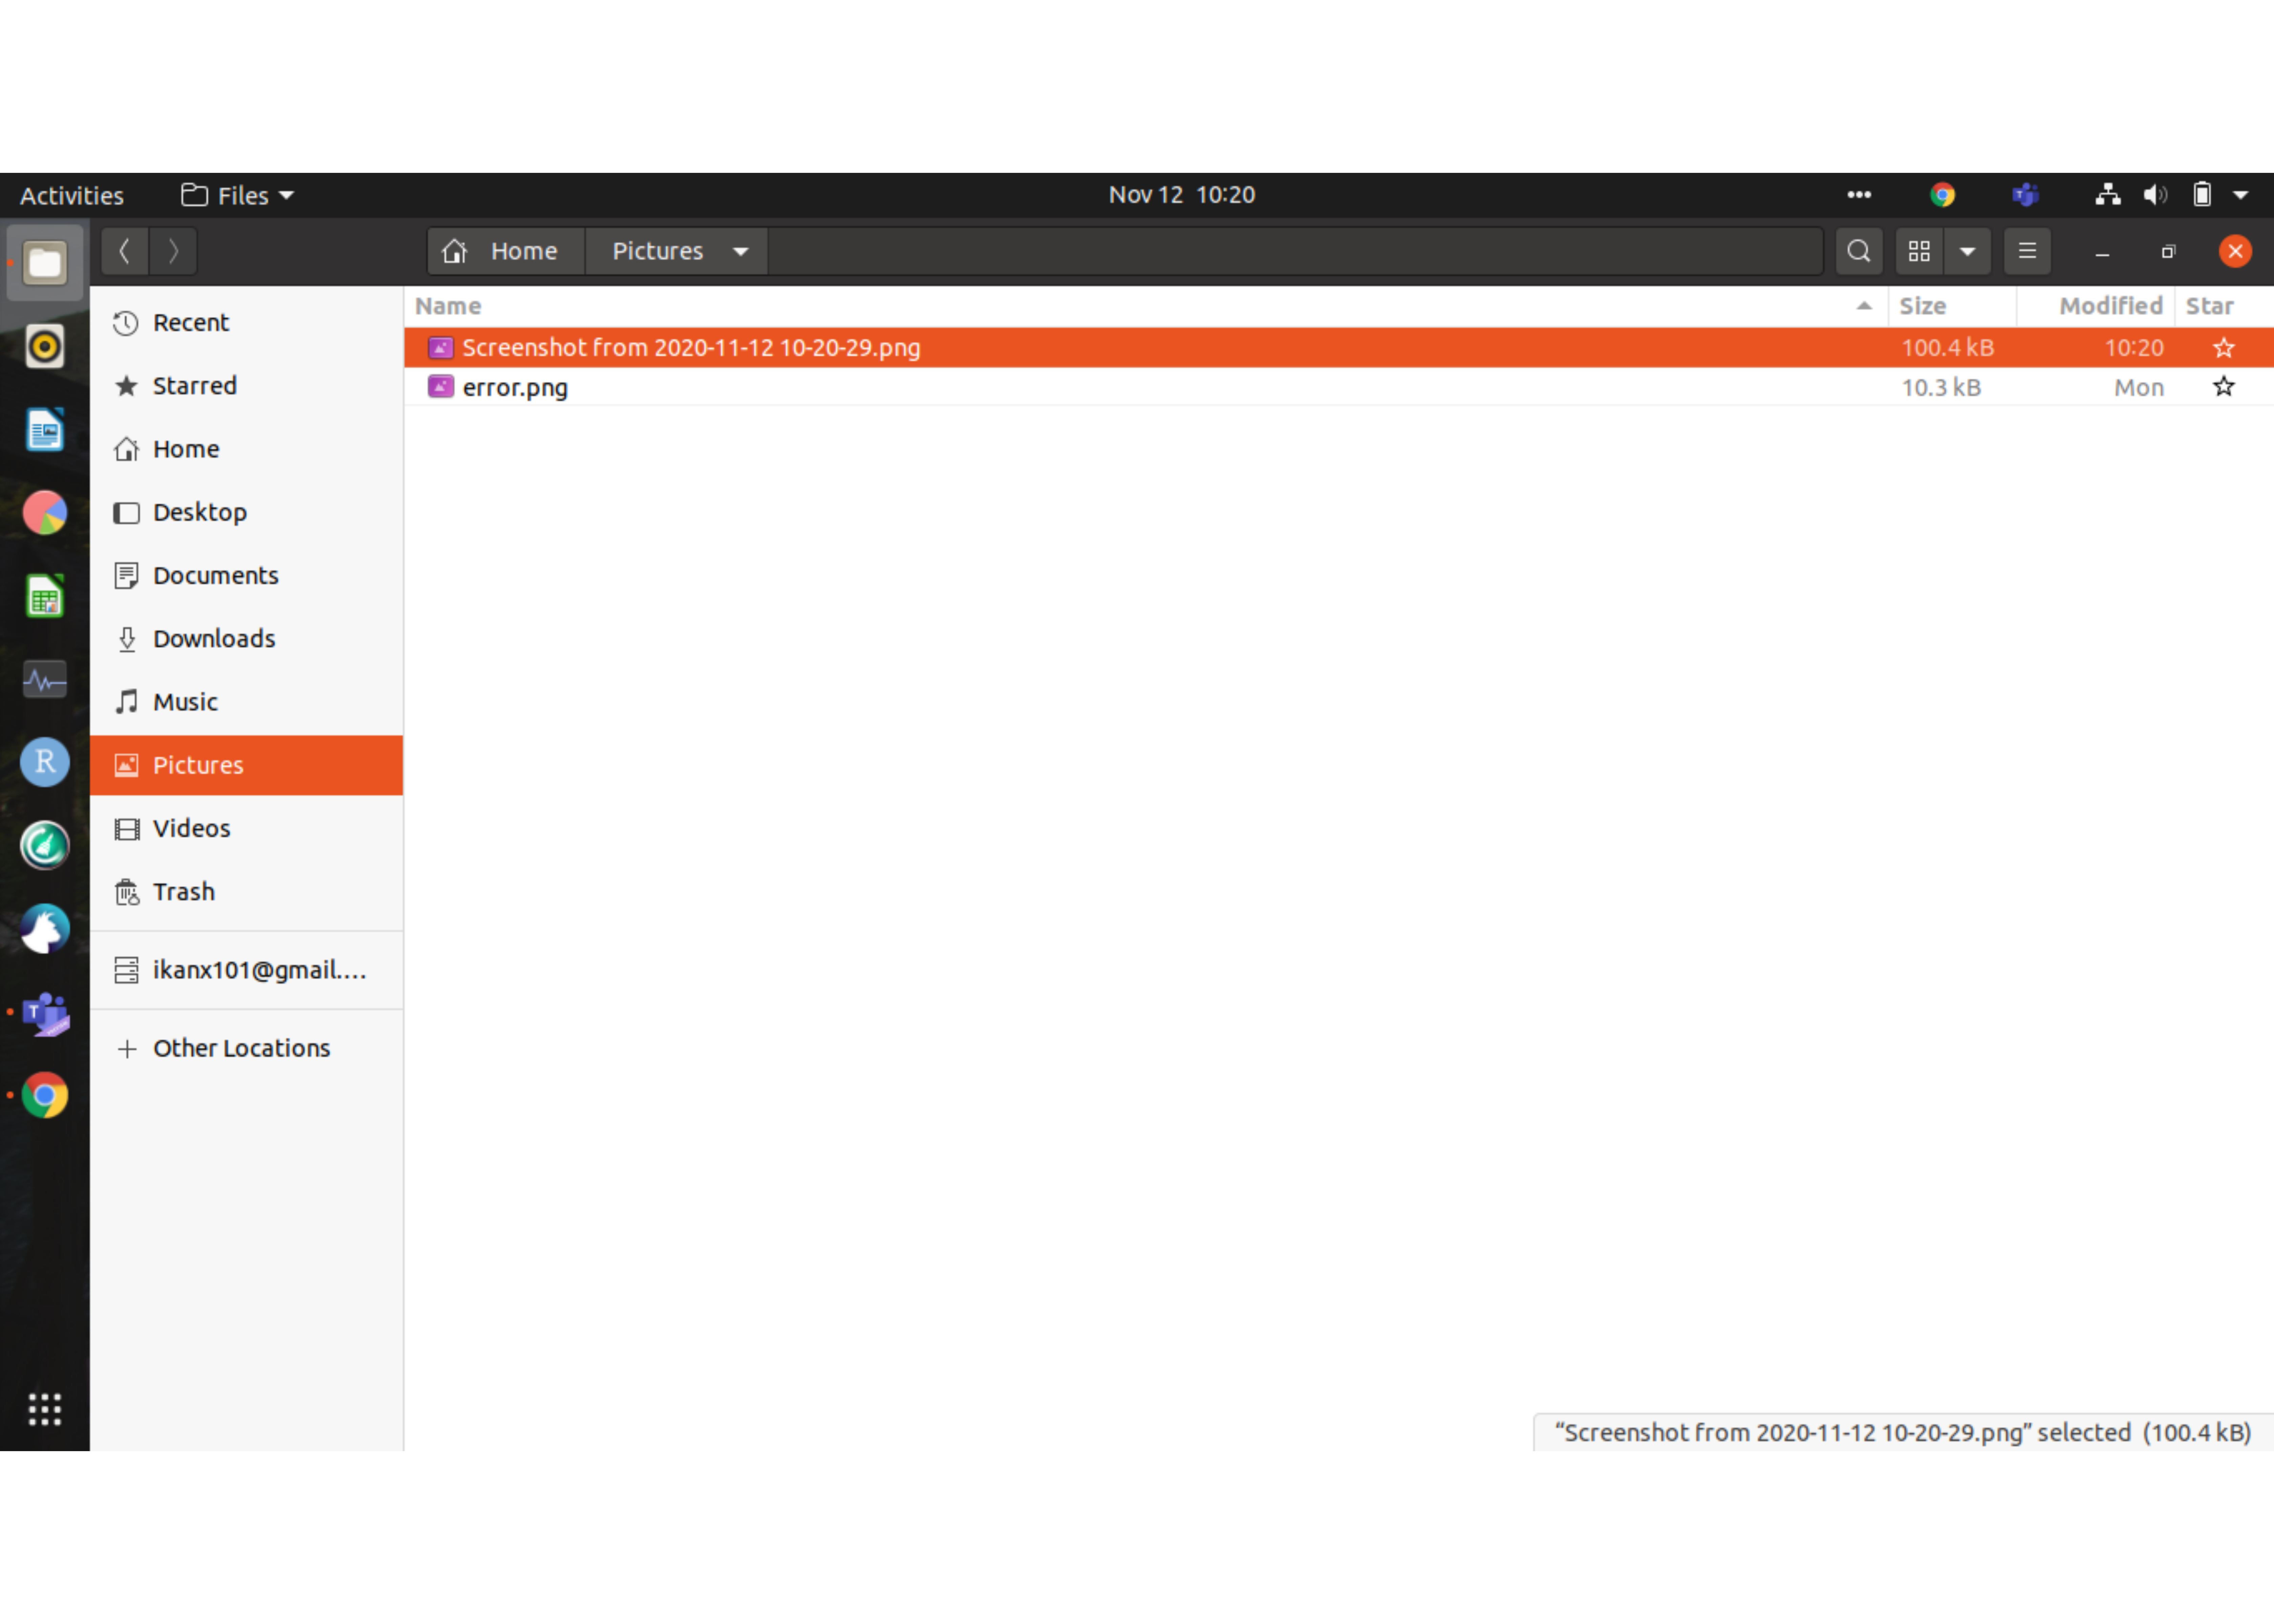 Activities Files Nov 12 10:20
Home Pictures
Name Size Modified Star
Screenshot from 2020-11-12 10-20-29.png 100.4 kB 10:20
error.png 10.3 kB Mon
Recent
Starred
Home
Desktop
Documents
Downloads
Music
Pictures
Videos
Trash
ikanx101@gmail....
Other Locations
R
T
T
“Screenshot from 2020-11-12 10-20-29.png” selected (100.4 kB)